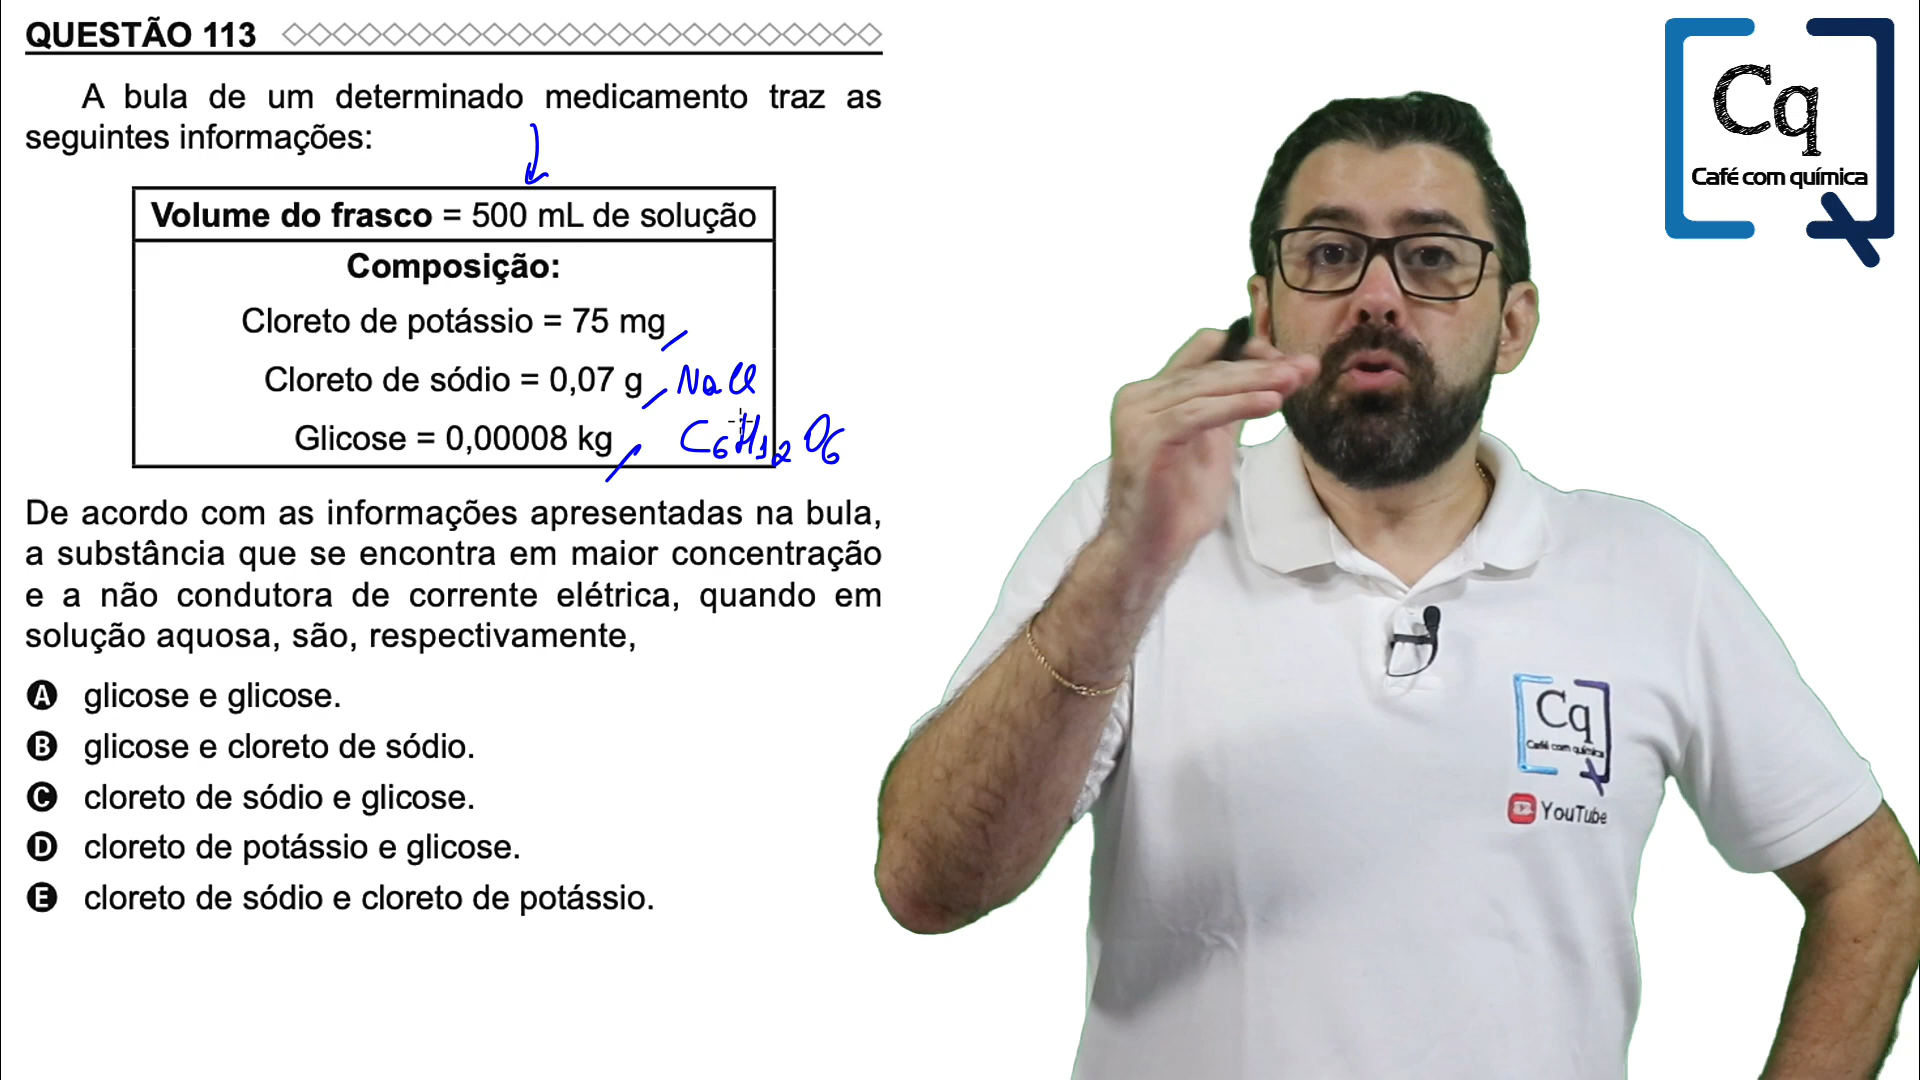 QUESTÃO 113
A bula de um determinado medicamento traz as
seguintes informações:
Volume do frasco = 500 mL de solução
Composição:
Cloreto de potássio = 75 mg
Cloreto de sódio = 0,07 g NaCl
Glicose = 0,00008 kg C6H12O6
De acordo com as informações apresentadas na bula,
a substância que se encontra em maior concentração
e a não condutora de corrente elétrica, quando em
solução aquosa, são, respectivamente,
A glicose e glicose.
B glicose e cloreto de sódio.
C cloreto de sódio e glicose.
D cloreto de potássio e glicose.
E cloreto de sódio e cloreto de potássio.
Cq
Café com química
Cq
Café com química
YouTube